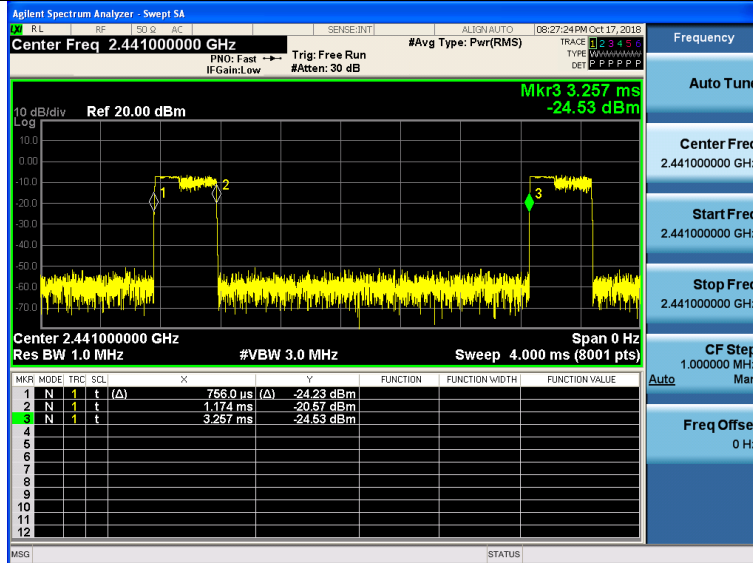 Agilent Spectrum Analyzer - Swept SA
LXI RL RF 50 Ω AC SENSE:INT ALIGN AUTO 08:27:24 PM Oct 17, 2018
Center Freq 2.441000000 GHz
PNO: Fast
IFGain:Low
Trig: Free Run
#Atten: 30 dB
#Avg Type: Pwr(RMS)
TRACE 1 2 3 4 5 6
TYPE WWWWWW
DET P P P P P P
Mkr3 3.257 ms
-24.53 dBm
10 dB/div Ref 20.00 dBm
Log
10.0
0.00
-10.0
-20.0
-30.0
-40.0
-50.0
-60.0
-70.0
1
2
3
Center 2.441000000 GHz Span 0 Hz
Res BW 1.0 MHz #VBW 3.0 MHz Sweep 4.000 ms (8001 pts)
MKR MODE TRC SCL X Y FUNCTION FUNCTION WIDTH FUNCTION VALUE
1 N 1 t (Δ) 756.0 µs (Δ) -24.23 dBm
2 N 1 t 1.174 ms -20.57 dBm
3 N 1 t 3.257 ms -24.53 dBm
4
5
6
7
8
9
10
11
12
MSG STATUS
Frequency
Auto Tune
Center Freq
2.441000000 GHz
Start Freq
2.441000000 GHz
Stop Freq
2.441000000 GHz
CF Step
1.000000 MHz
Auto Man
Freq Offset
0 Hz